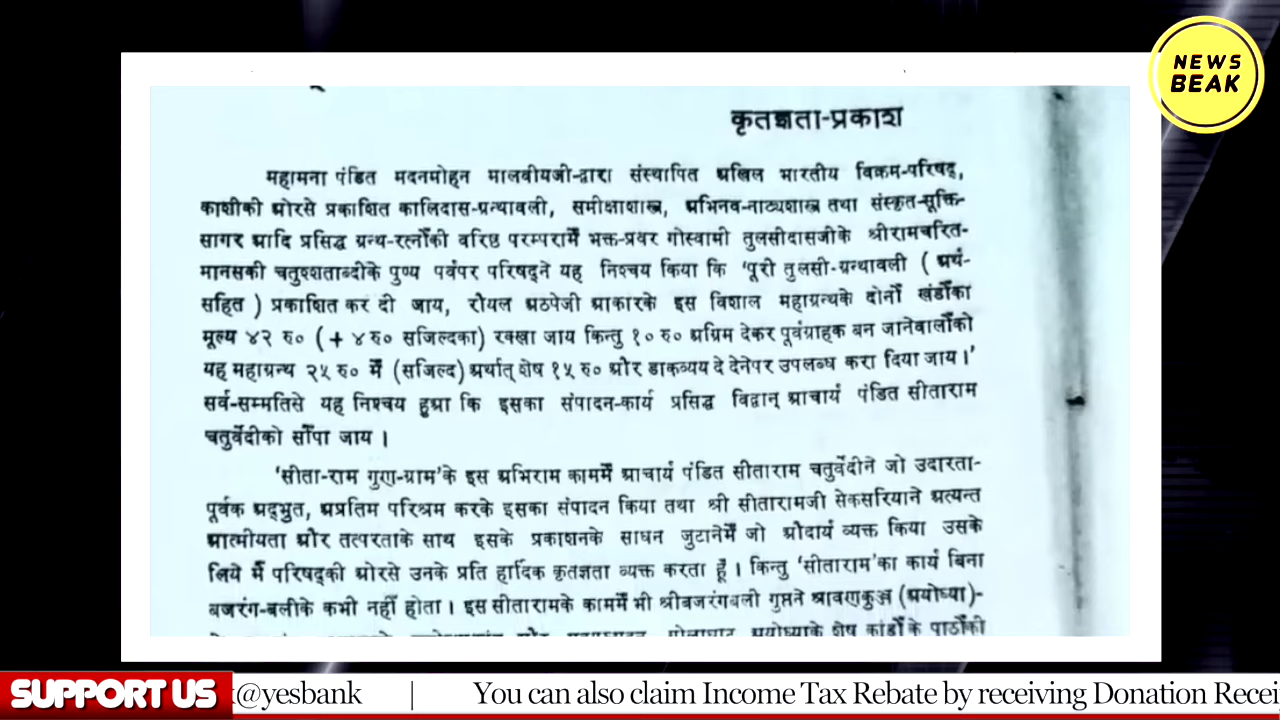 NEWS
BEAK
कृतज्ञता-प्रकाश
महामना पंडित मदनमोहन मालवीयजी-द्वारा संस्थापित अखिल भारतीय विक्रम-परिषद्,
काशीकी ओरसे प्रकाशित कालिदास-ग्रन्थावली, समीक्षाशास्त्र, अभिनव-नाट्यशास्त्र तथा संस्कृत-सूक्ति-
सागर आदि प्रसिद्ध ग्रन्थ-रत्नोंकी वरिष्ठ परम्परामेँ भक्त-प्रवर गोस्वामी तुलसीदासजीके श्रीरामचरित-
मानसकी चतुश्शताब्दीके पुण्य पर्वपर परिषद्ने यह निश्चय किया कि 'पूरी तुलसी-ग्रन्थावली ( अर्थ-
सहित ) प्रकाशित कर दी जाय, रौयल अठपेजी आकारके इस विशाल महाग्रन्थके दोनोँ खंडोँका
मूल्य ४२ रु० ( + ४ रु० सजिल्दका) रक्खा जाय किन्तु १० रु० अग्रिम देकर पूर्वग्राहक बन जानेवालोँको
यह महाग्रन्थ २५ रु० मेँ (सजिल्द) अर्थात् शेष १५ रु० और डाकव्यय दे देनेपर उपलब्ध करा दिया जाय।'
सर्व-सम्मतिसे यह निश्चय हुआ कि इसका संपादन-कार्य प्रसिद्ध विद्वान् आचार्य पंडित सीताराम
चतुर्वेदीको सौँपा जाय ।
'सीता-राम गुण-ग्राम'के इस अभिराम काममेँ आचार्य पंडित सीताराम चतुर्वेदीने जो उदारता-
पूर्वक अद्भुत, अप्रतिम परिश्रम करके इसका संपादन किया तथा श्री सीतारामजी सेकसरियाने अत्यन्त
आत्मीयता और तत्परताके साथ इसके प्रकाशनके साधन जुटानेमेँ जो औदार्य व्यक्त किया उसके
लिये मैँ परिषद्की ओरसे उनके प्रति हार्दिक कृतज्ञता व्यक्त करता हूँ । किन्तु 'सीताराम'का कार्य बिना
बजरंग-बलीके कभी नहीँ होता । इस सीतारामके काममेँ भी श्रीबजरंगबली गुप्तने श्रावणकुञ्ज (अयोध्या)-
गोलाघाट अयोध्याके शेष कांडोँके पाठोँकी
SUPPORT US
@yesbank | You can also claim Income Tax Rebate by receiving Donation Recei